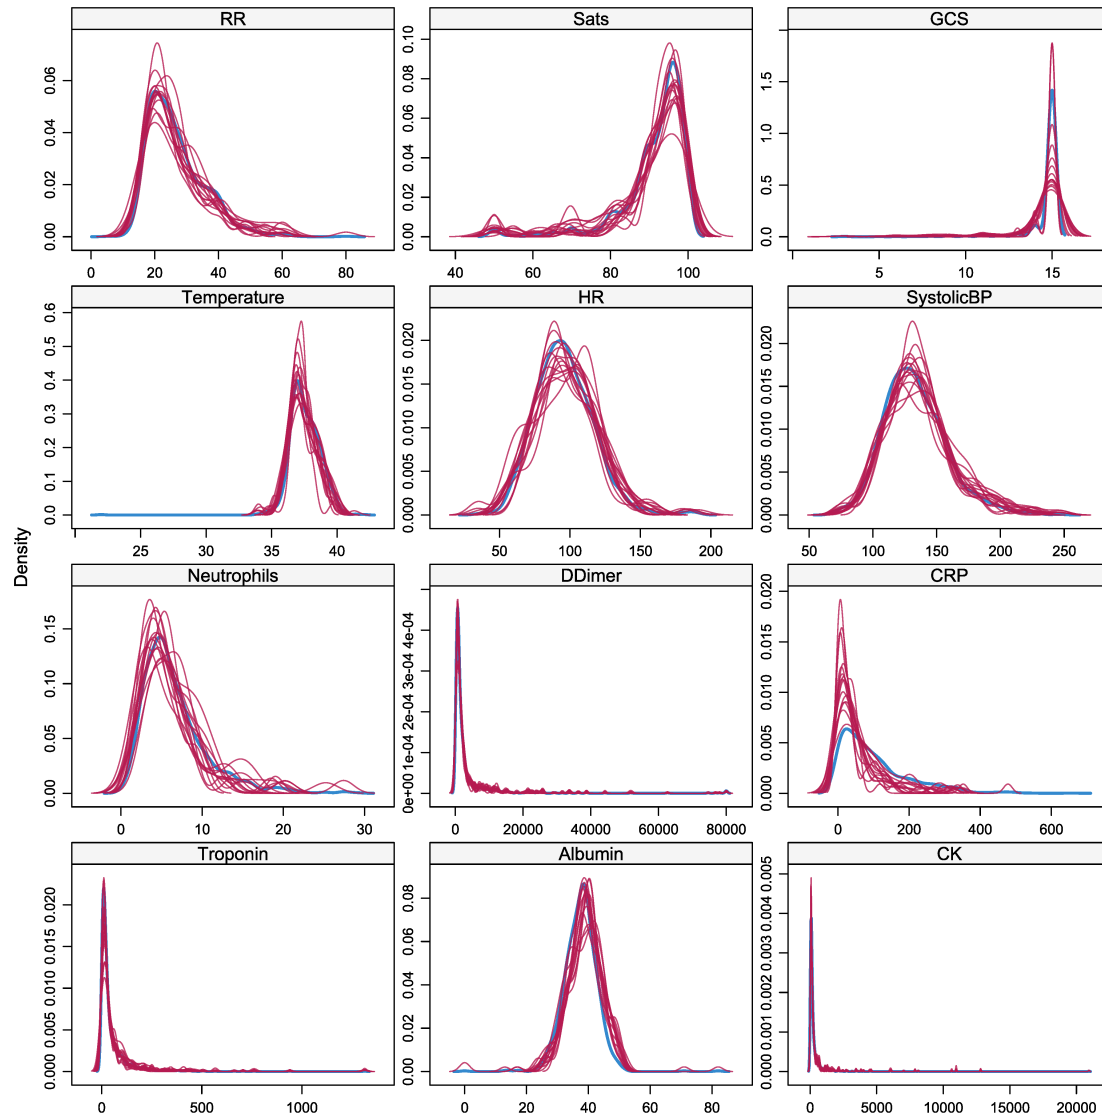 RR Sats GCS
0.00 0.02 0.04 0.06
0.00 0.02 0.04 0.06 0.08 0.10
0.0 0.5 1.0 1.5
0 20 40 60 80
40 60 80 100
5 10 15
Temperature HR SystolicBP
0.0 0.1 0.2 0.3 0.4 0.5 0.6
0.000 0.005 0.010 0.015 0.020
0.000 0.005 0.010 0.015 0.020
25 30 35 40
50 100 150 200
50 100 150 200 250
Density
Neutrophils DDimer CRP
0.00 0.05 0.10 0.15
0e+00 1e-04 2e-04 3e-04 4e-04
0.000 0.005 0.010 0.015 0.020
0 10 20 30
0 20000 40000 60000 80000
0 200 400 600
Troponin Albumin CK
0.000 0.005 0.010 0.015 0.020
0.00 0.02 0.04 0.06 0.08
0.000 0.001 0.002 0.003 0.004 0.005
0 500 1000
0 20 40 60 80
0 5000 10000 15000 20000